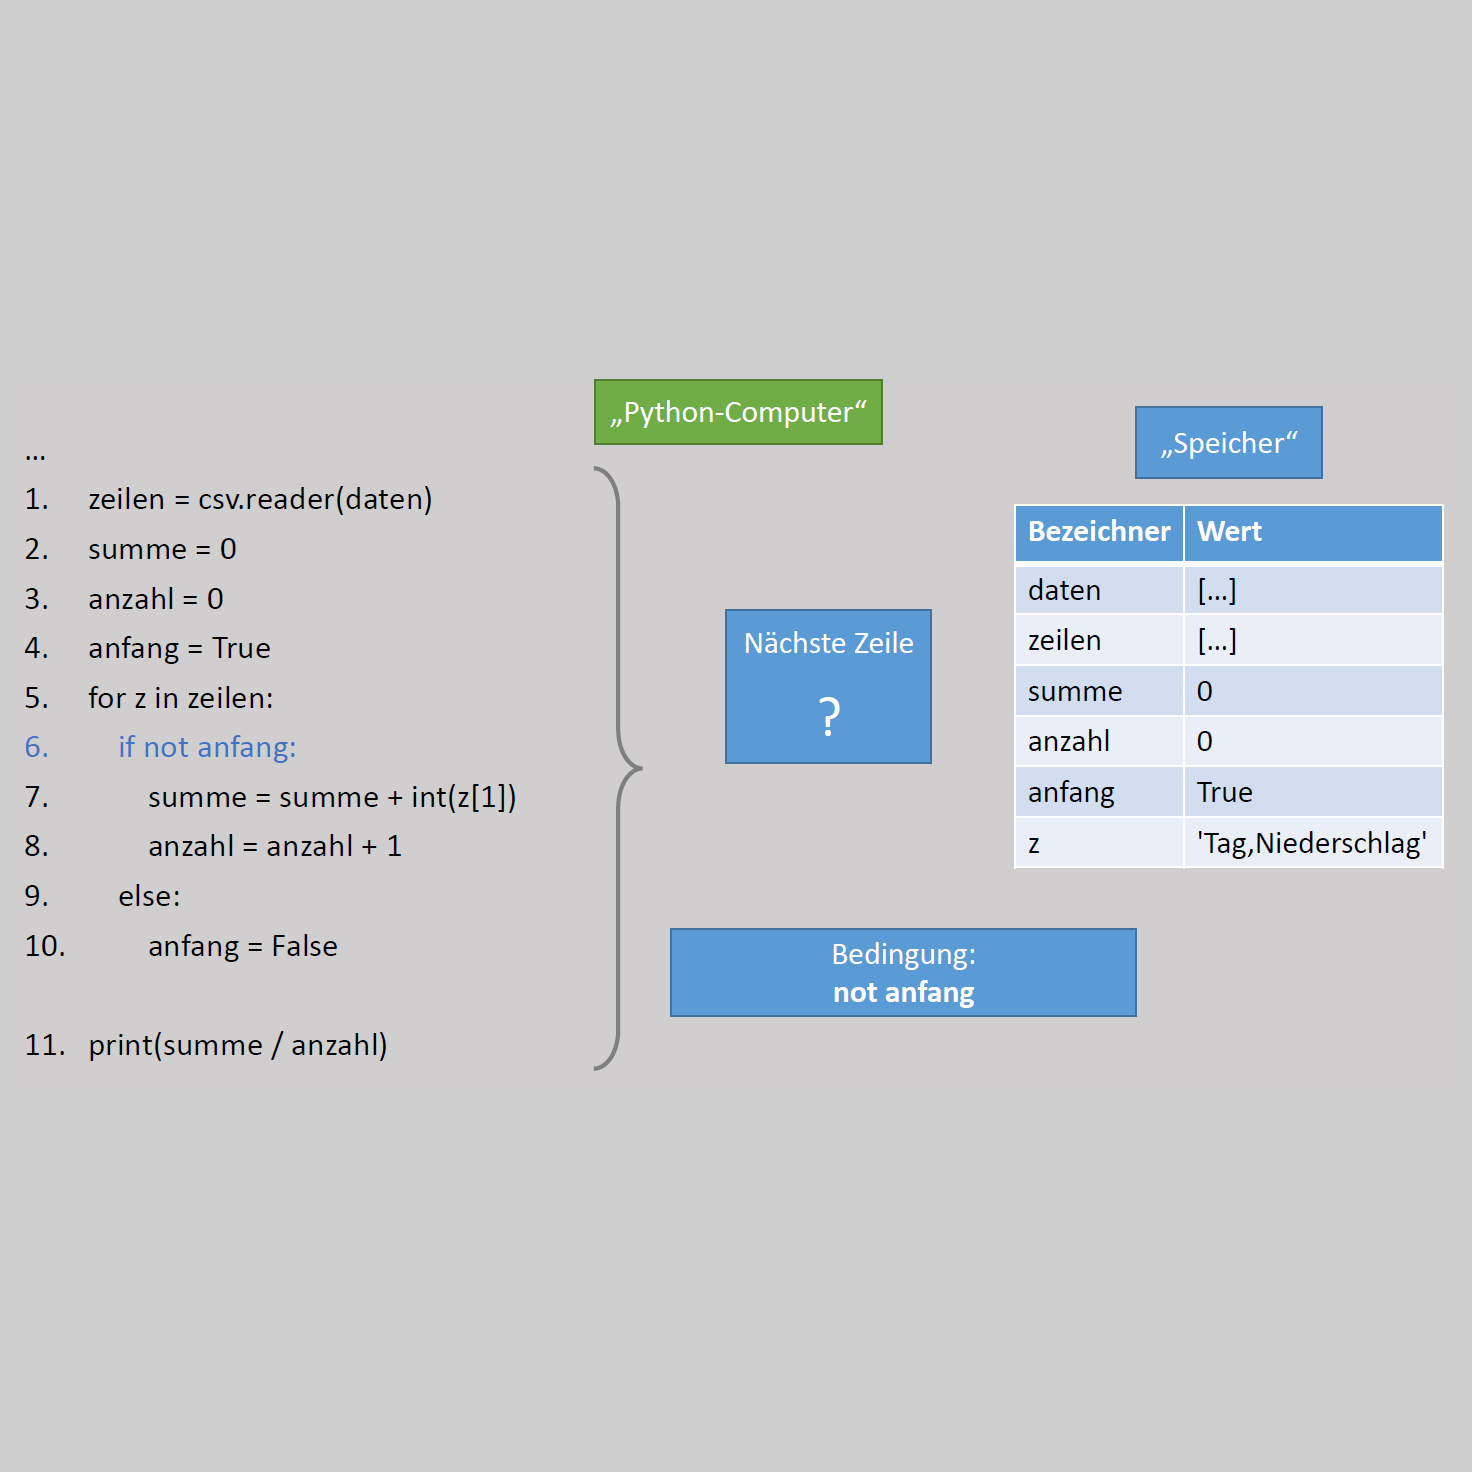 „Python-Computer“
„Speicher“
...
1. zeilen = csv.reader(daten)
2. summe = 0
3. anzahl = 0
4. anfang = True
5. for z in zeilen:
6. if not anfang:
7. summe = summe + int(z[1])
8. anzahl = anzahl + 1
9. else:
10. anfang = False
11. print(summe / anzahl)
Nächste Zeile
?
Bedingung:
not anfang
Bezeichner Wert
daten [...]
zeilen [...]
summe 0
anzahl 0
anfang True
z 'Tag,Niederschlag'